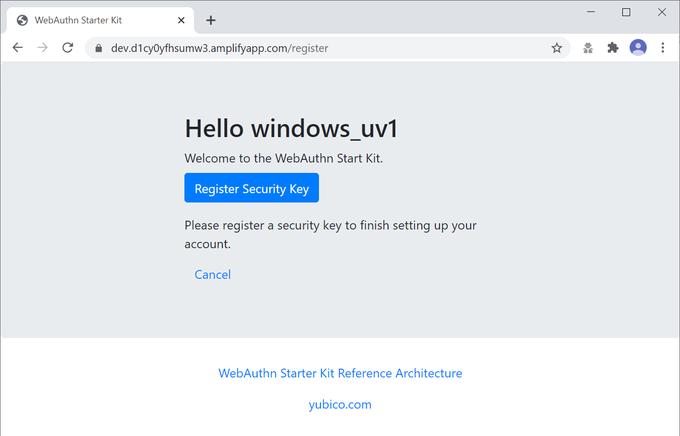 WebAuthn Starter Kit
dev.d1cy0yfhsumw3.amplifyapp.com/register
Hello windows_uv1
Welcome to the WebAuthn Start Kit.
Register Security Key
Please register a security key to finish setting up your
account.
Cancel
WebAuthn Starter Kit Reference Architecture
yubico.com